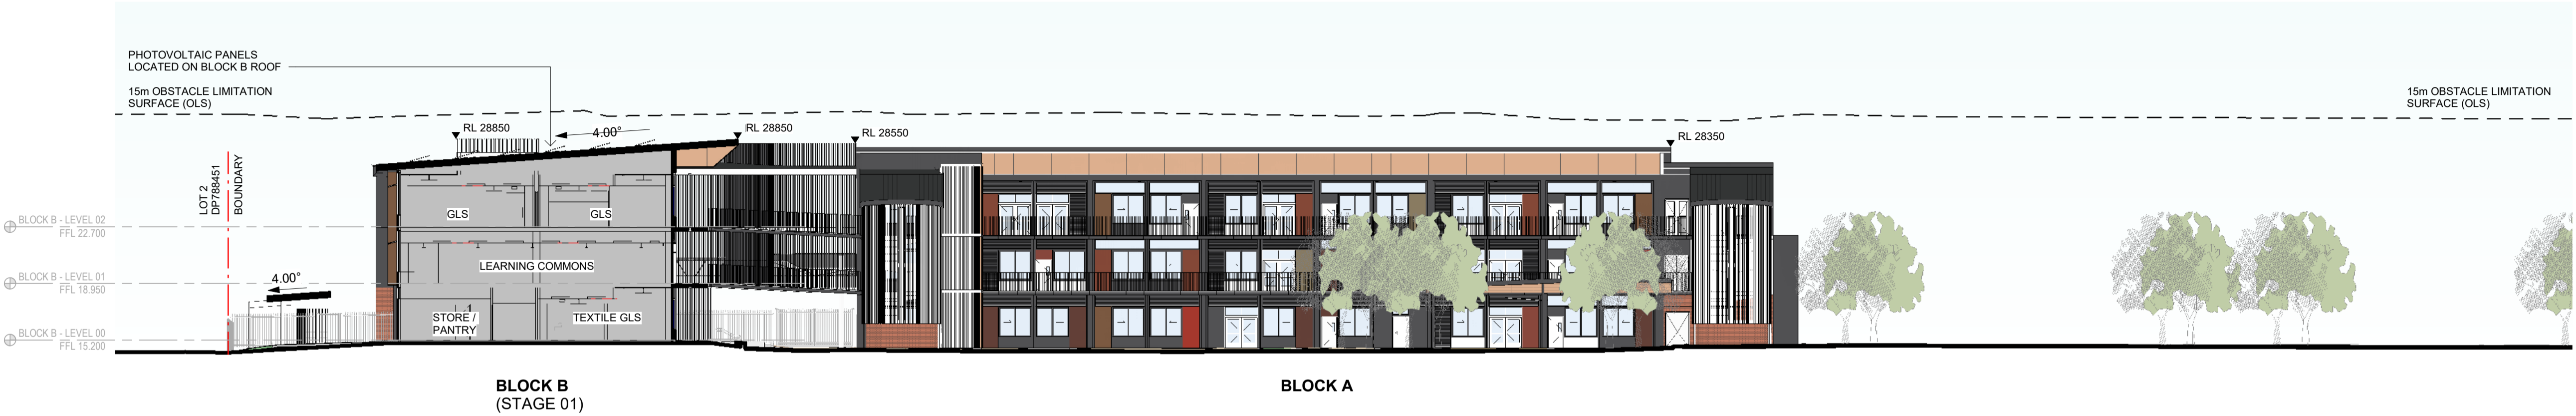 PHOTOVOLTAIC PANELS
LOCATED ON BLOCK B ROOF
15m OBSTACLE LIMITATION
SURFACE (OLS)
15m OBSTACLE LIMITATION
SURFACE (OLS)
RL 28850
4.00°
RL 28850
RL 28550
RL 28350
LOT 2
DP788451
BOUNDARY
BLOCK B - LEVEL 02
FFL 22.700
GLS
GLS
LEARNING COMMONS
BLOCK B - LEVEL 01
FFL 18.950
4.00°
STORE /
PANTRY
TEXTILE GLS
BLOCK B - LEVEL 00
FFL 15.200
BLOCK B
(STAGE 01)
BLOCK A